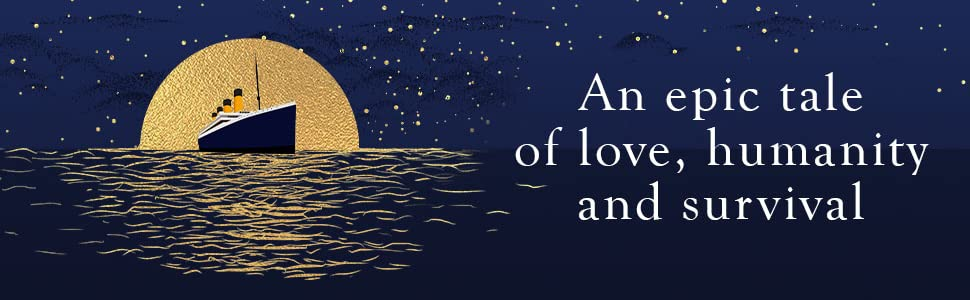 An epic tale
of love, humanity
and survival